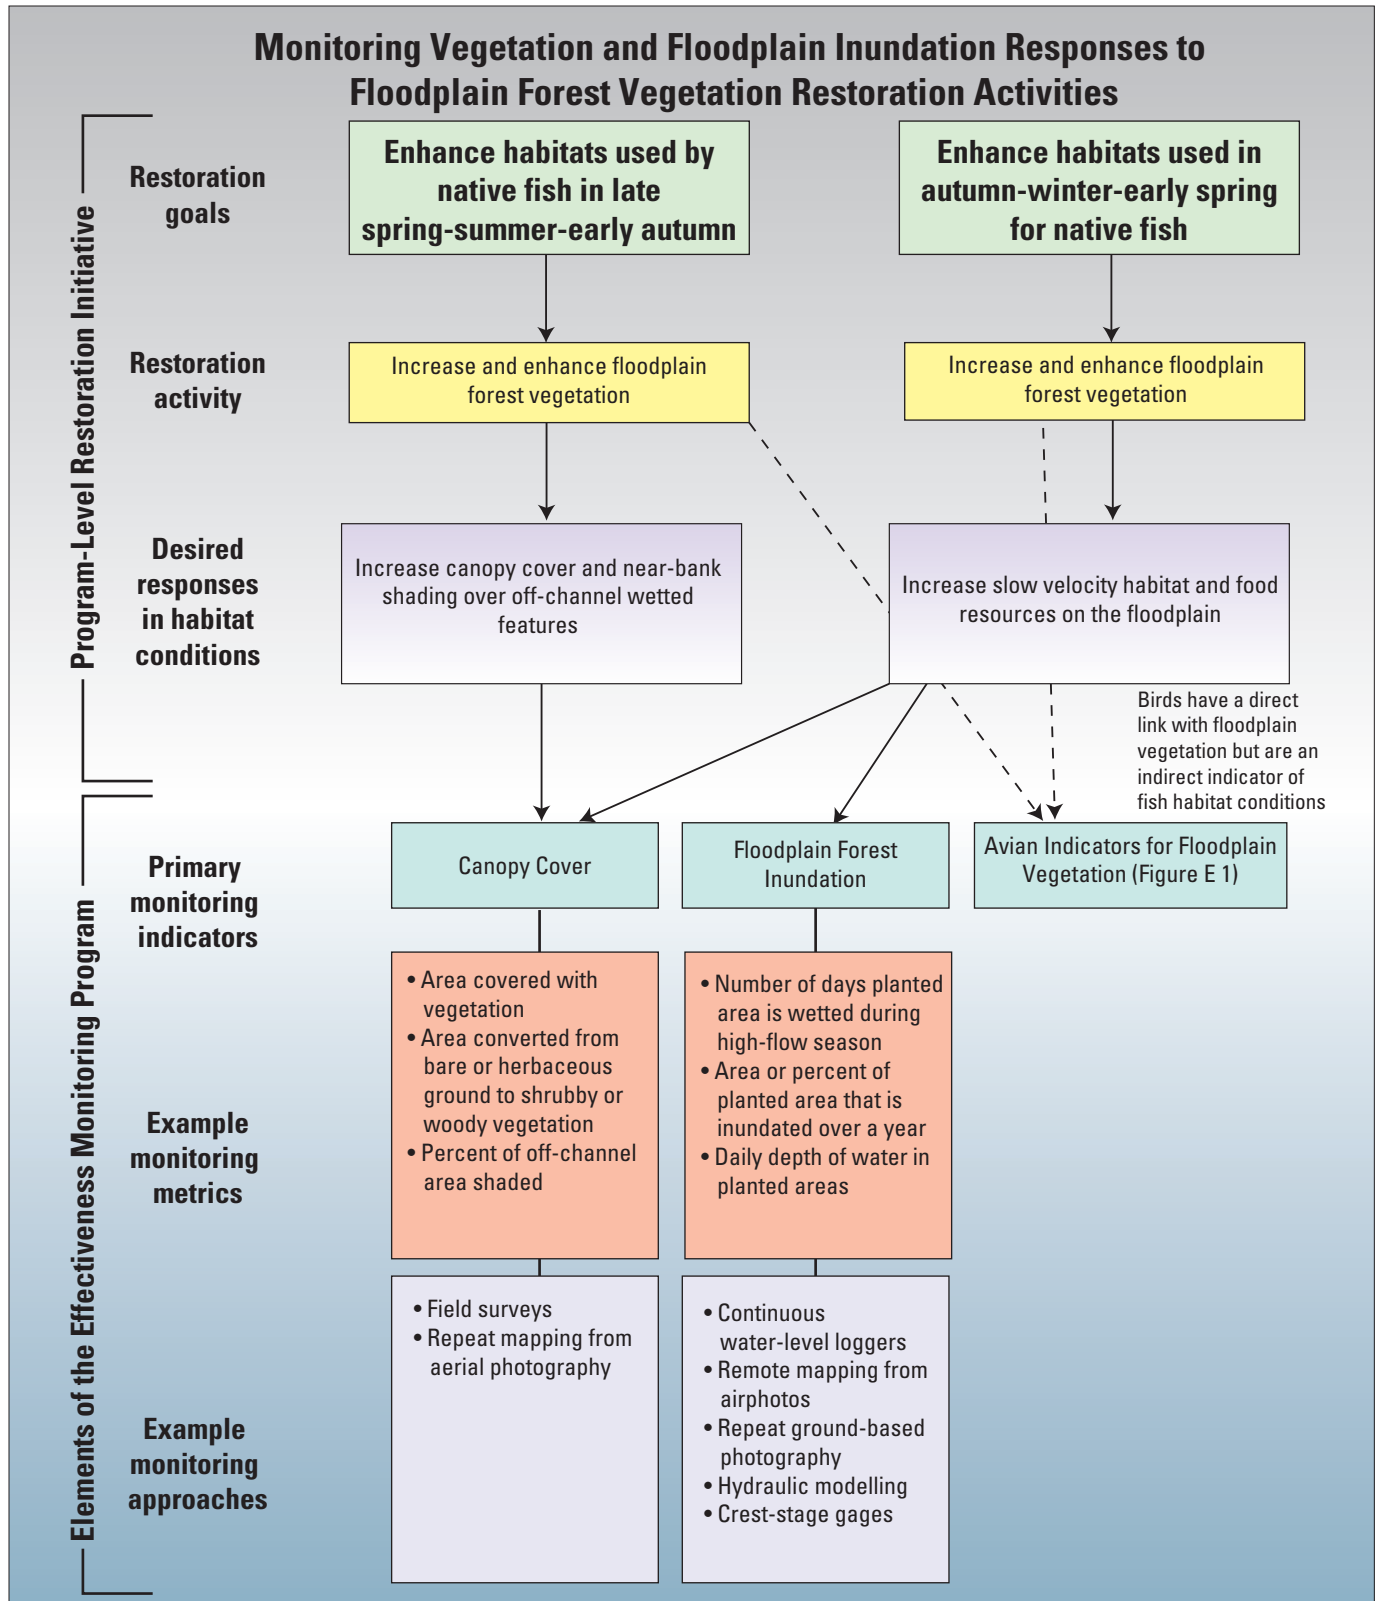 Monitoring Vegetation and Floodplain Inundation Responses to
Floodplain Forest Vegetation Restoration Activities
Program-Level Restoration Initiative
Restoration
goals
Enhance habitats used by
native fish in late
spring-summer-early autumn
Enhance habitats used in
autumn-winter-early spring
for native fish
Restoration
activity
Increase and enhance floodplain
forest vegetation
Increase and enhance floodplain
forest vegetation
Desired
responses
in habitat
conditions
Increase canopy cover and near-bank
shading over off-channel wetted
features
Increase slow velocity habitat and food
resources on the floodplain
Birds have a direct
link with floodplain
vegetation but are an
indirect indicator of
fish habitat conditions
Elements of the Effectiveness Monitoring Program
Primary
monitoring
indicators
Canopy Cover
Floodplain Forest
Inundation
Avian Indicators for Floodplain
Vegetation (Figure E 1)
Example
monitoring
metrics
• Area covered with
vegetation
• Area converted from
bare or herbaceous
ground to shrubby or
woody vegetation
• Percent of off-channel
area shaded
• Number of days planted
area is wetted during
high-flow season
• Area or percent of
planted area that is
inundated over a year
• Daily depth of water in
planted areas
Example
monitoring
approaches
• Field surveys
• Repeat mapping from
aerial photography
• Continuous
water-level loggers
• Remote mapping from
airphotos
• Repeat ground-based
photography
• Hydraulic modelling
• Crest-stage gages